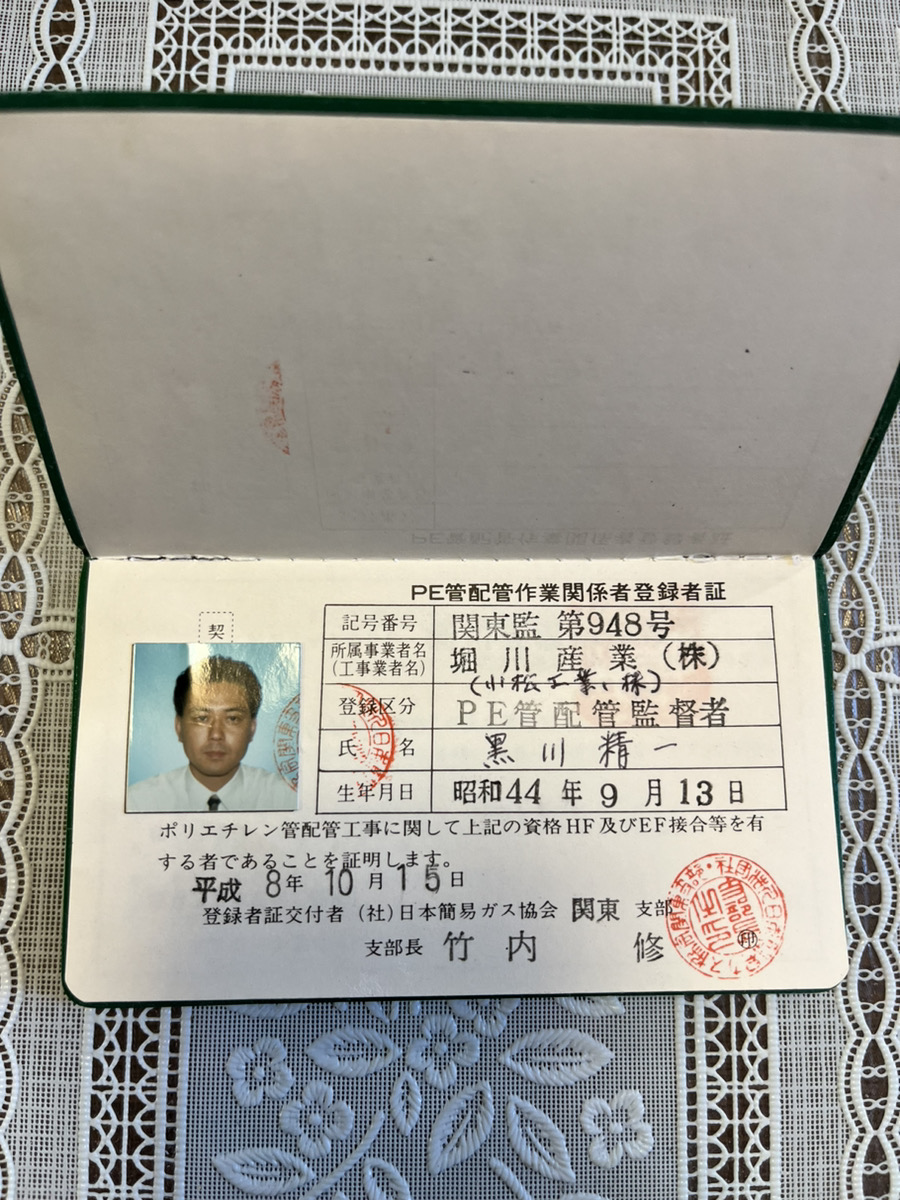 PE管配管作業関係者登録者証
契
記号番号 関東監 第948号
所属事業者名 堀川産業(株)
(工事業者名) (小松工業、株)
登録区分 PE管配管監督者
氏名 黒川精一
生年月日 昭和44年9月13日
ポリエチレン管配管工事に関して上記の資格HF及びEF接合等を有
する者であることを証明します。
平成8年10月15日
登録者証交付者 (社)日本簡易ガス協会 関東 支部
支部長 竹内 修 ㊞